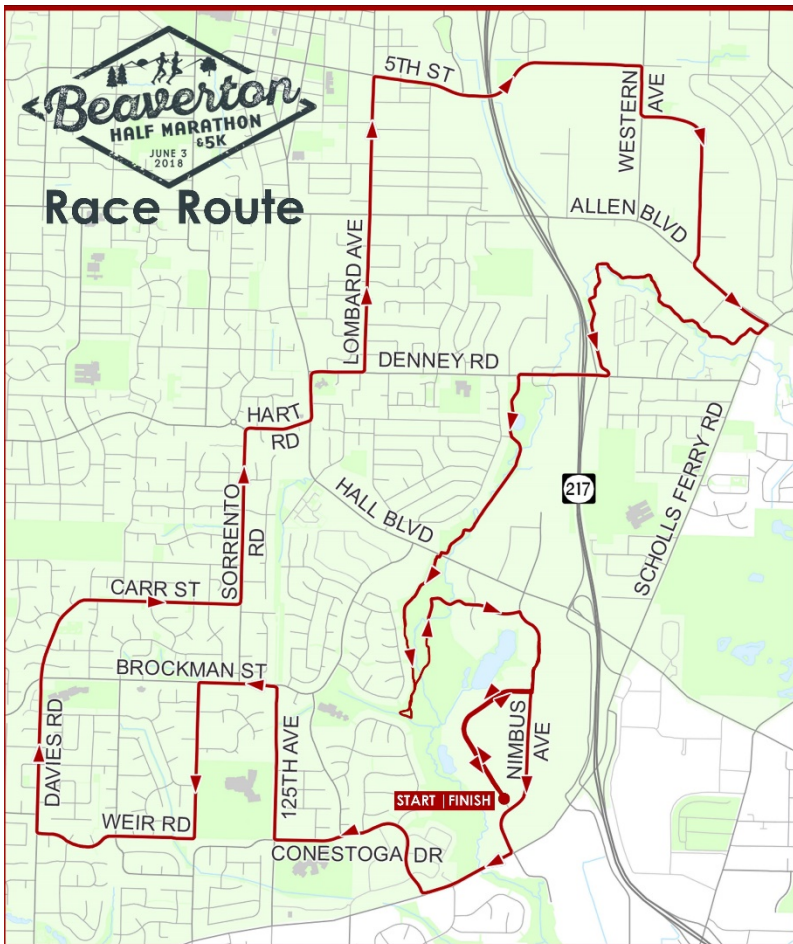 Beaverton
HALF MARATHON
& 5K
JUNE 3
2018
Race Route
5TH ST
WESTERN
AVE
ALLEN BLVD
LOMBARD AVE
DENNEY RD
HART
RD
SCHOLLS FERRY RD
217
HALL BLVD
SORRENTO
RD
CARR ST
BROCKMAN ST
DAVIES RD
125TH AVE
NIMBUS
AVE
START | FINISH
WEIR RD
CONESTOGA DR